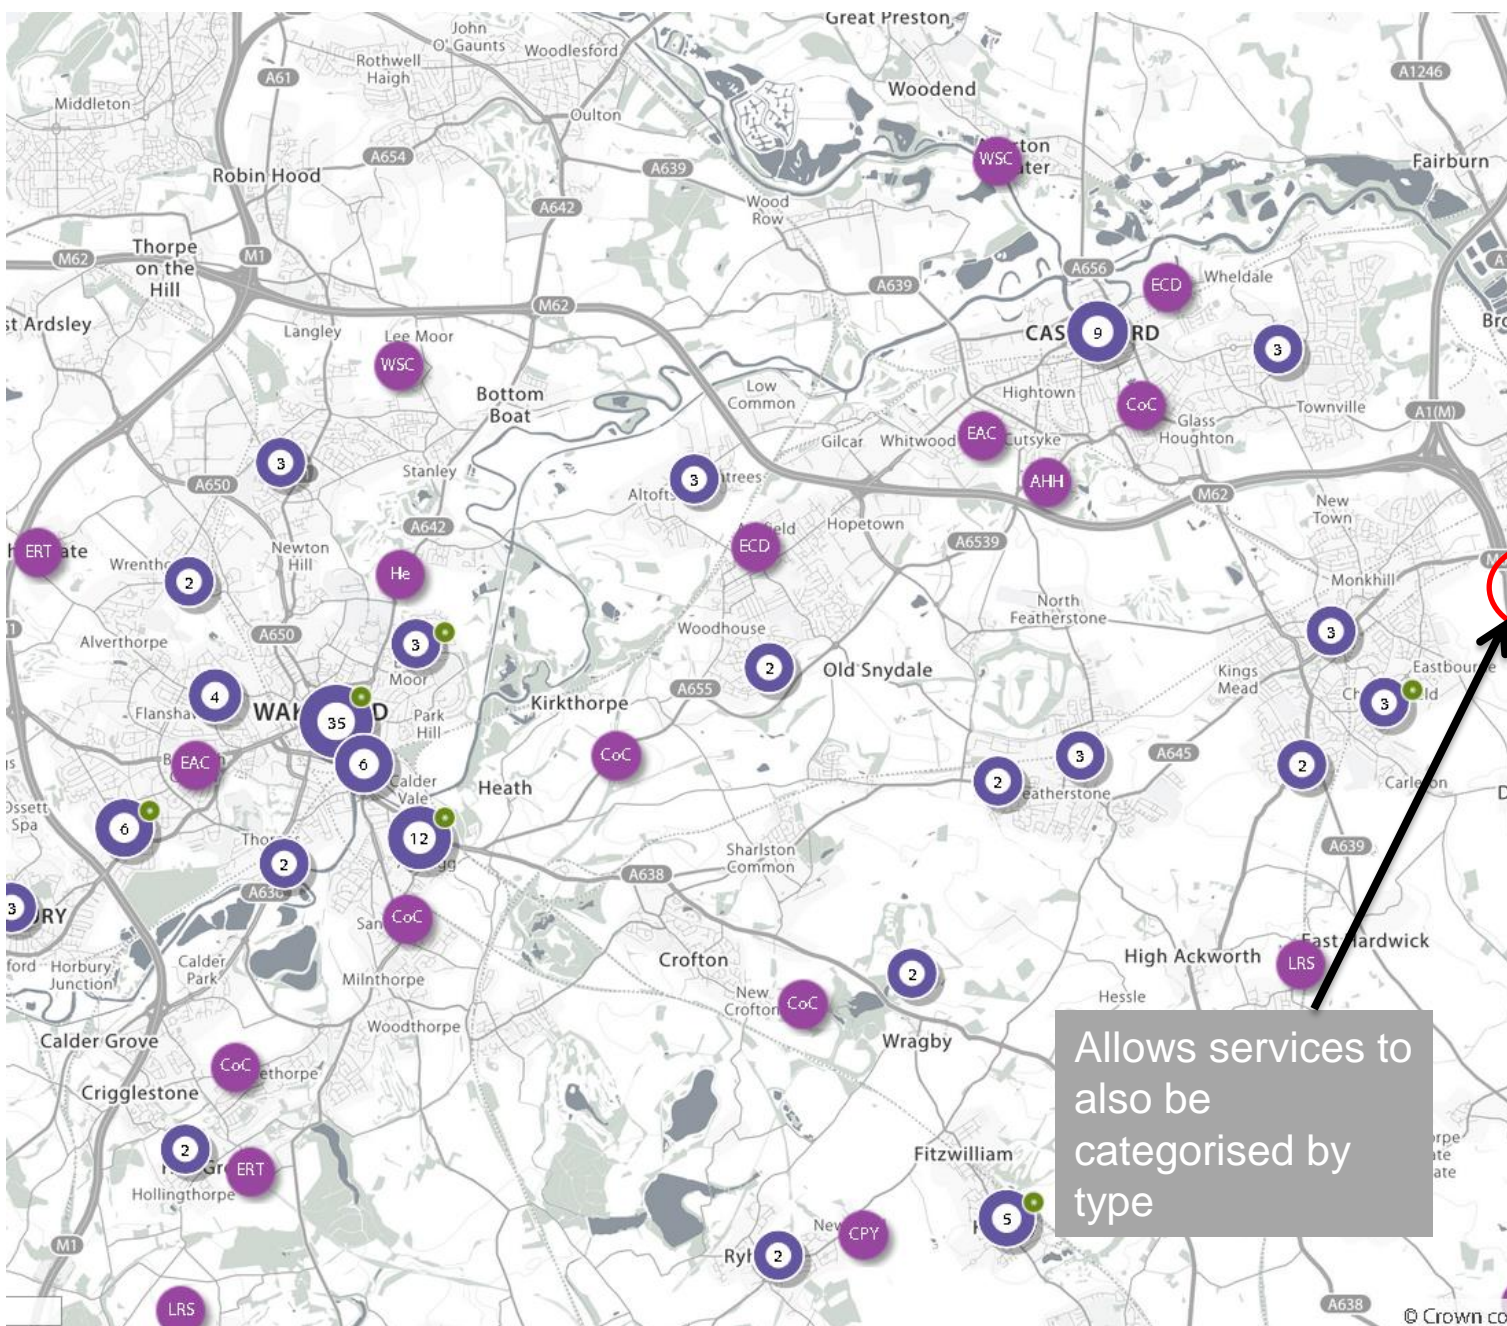 Great Preston
John
O' Gaunts
Woodlesford
Rothwell
Haigh
A61
A1246
Middleton
Woodend
Oulton
WSC
A654
Robin Hood
A639
Fairburn
Wood
Row
A642
Thorpe
on the
Hill
M62
M1
A656
Wheldale
ECD
A639
M62
st Ardsley
Langley
Lee Moor
WSC
9
3
Low
Common
Bottom
Boat
Hightown
CoC
Townville
A1(M)
Glass
Houghton
Gilcar
Whitwood
EAC
Cutsyke
3
Stanley
A650
3
Altofts
AHH
M62
New
Town
A642
Hopetown
ERT
Newton
Hill
ECD
A6539
2
He
Monkhill
North
Featherstone
Alverthorpe
A650
3
Woodhouse
3
2
Old Snydale
Kings
Mead
Eastbourne
4
A655
3
Kirkthorpe
35
Park
Hill
EAC
6
CoC
3
A645
2
Calder
Vale
Heath
2
Carleton
Ossett
Spa
6
12
2
Sharlston
Common
A639
A638
3
CoC
Crofton
High Ackworth
East Hardwick
LRS
ford
Horbury
Junction
Calder
Park
Milnthorpe
2
New
Crofton
CoC
Hessle
Woodthorpe
Calder Grove
Wragby
CoC
Crigglestone
Allows services to
also be
categorised by
type
2
ERT
Fitzwilliam
Hollingthorpe
5
CPY
M1
2
LRS
A638
© Crown co